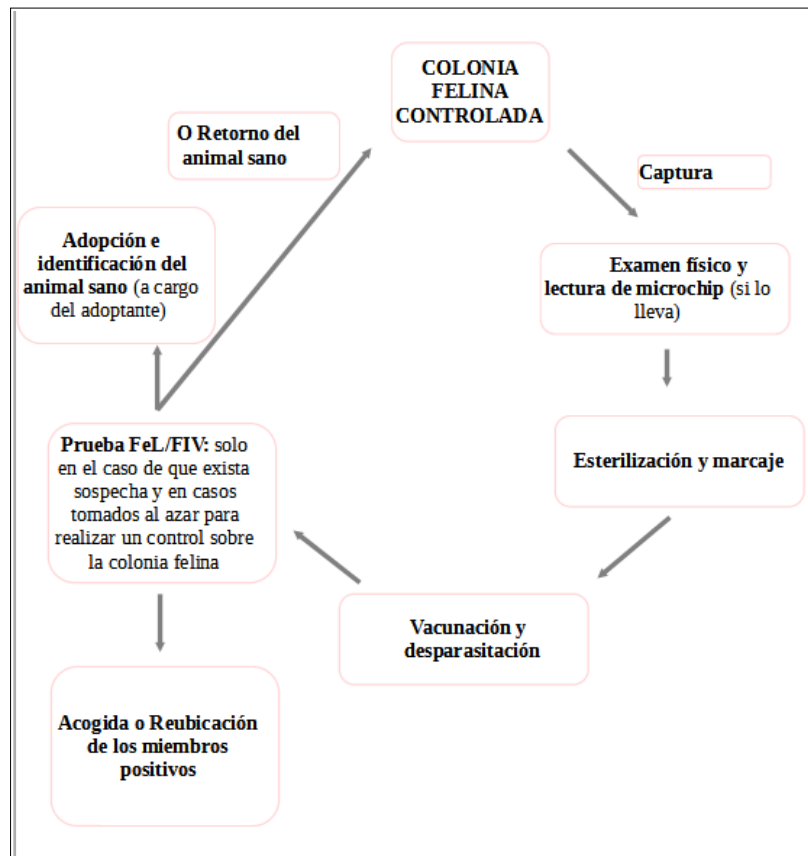 COLONIA
FELINA
CONTROLADA
O Retorno del
animal sano
Captura
Adopción e
identificación del
animal sano (a cargo
del adoptante)
Examen físico y
lectura de microchip (si lo
lleva)
Prueba FeL/FIV: solo
en el caso de que exista
sospecha y en casos
tomados al azar para
realizar un control sobre
la colonia felina
Esterilización y marcaje
Vacunación y
desparasitación
Acogida o Reubicación
de los miembros
positivos